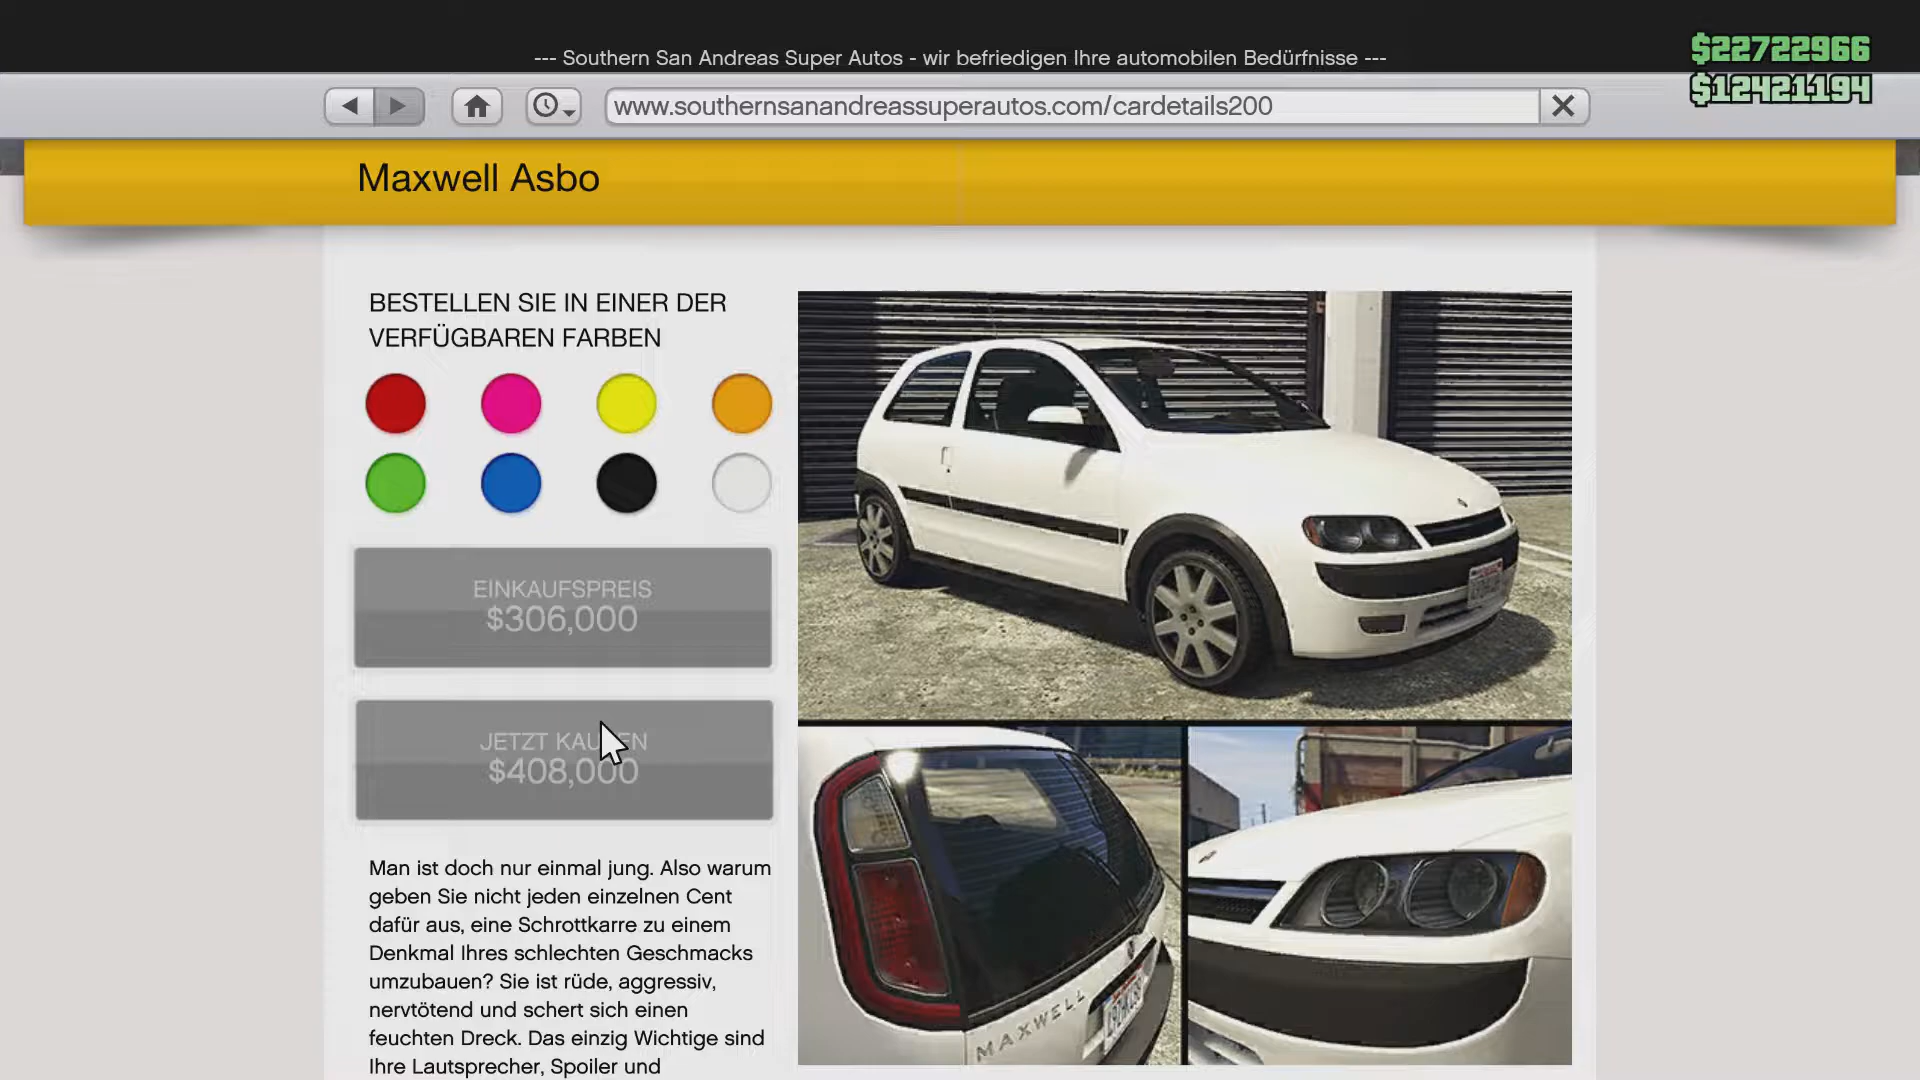 --- Southern San Andreas Super Autos - wir befriedigen Ihre automobilen Bedürfnisse ---
$22722966
$12421194
www.southernsanandreassuperautos.com/cardetails200
Maxwell Asbo
BESTELLEN SIE IN EINER DER
VERFÜGBAREN FARBEN
EINKAUFSPREIS
$306,000
JETZT KAUFEN
$408,000
Man ist doch nur einmal jung. Also warum
geben Sie nicht jeden einzelnen Cent
dafür aus, eine Schrottkarre zu einem
Denkmal Ihres schlechten Geschmacks
umzubauen? Sie ist rüde, aggressiv,
nervtötend und schert sich einen
feuchten Dreck. Das einzig Wichtige sind
Ihre Lautsprecher, Spoiler und
MAXWELL